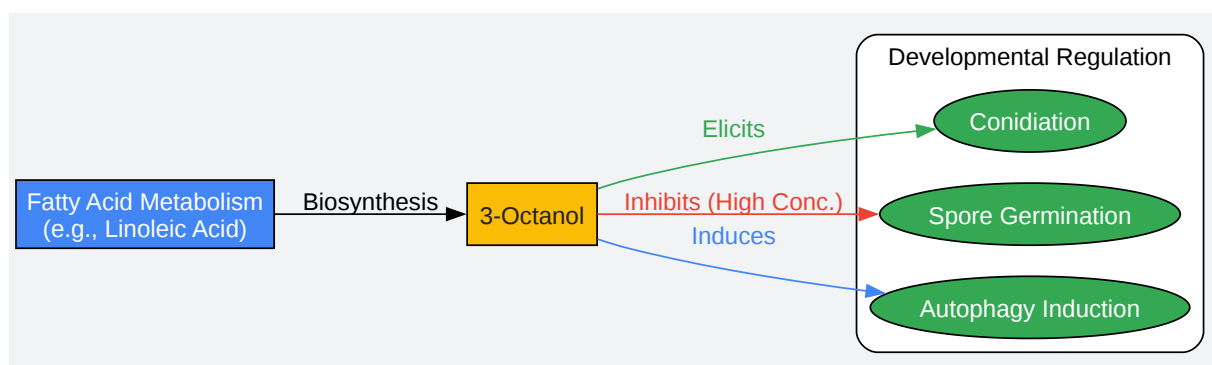 Developmental Regulation
Conidiation
Elicits
Fatty Acid Metabolism
(e.g., Linoleic Acid)
Biosynthesis
3-Octanol
Inhibits (High Conc.)
Spore Germination
Induces
Autophagy Induction